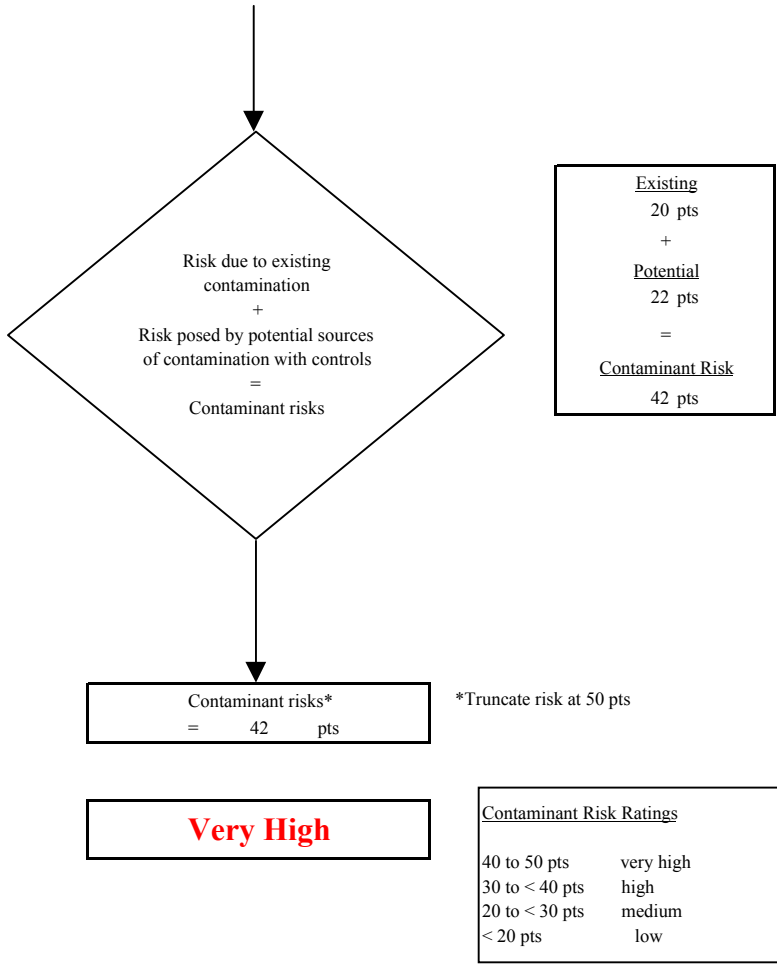 Risk due to existing
contamination
+
Risk posed by potential sources
of contamination with controls
=
Contaminant risks
Existing
20 pts
+
Potential
22 pts
=
Contaminant Risk
42 pts
Contaminant risks*
= 42 pts
*Truncate risk at 50 pts
Very High
Contaminant Risk Ratings
40 to 50 pts very high
30 to < 40 pts high
20 to < 30 pts medium
< 20 pts low